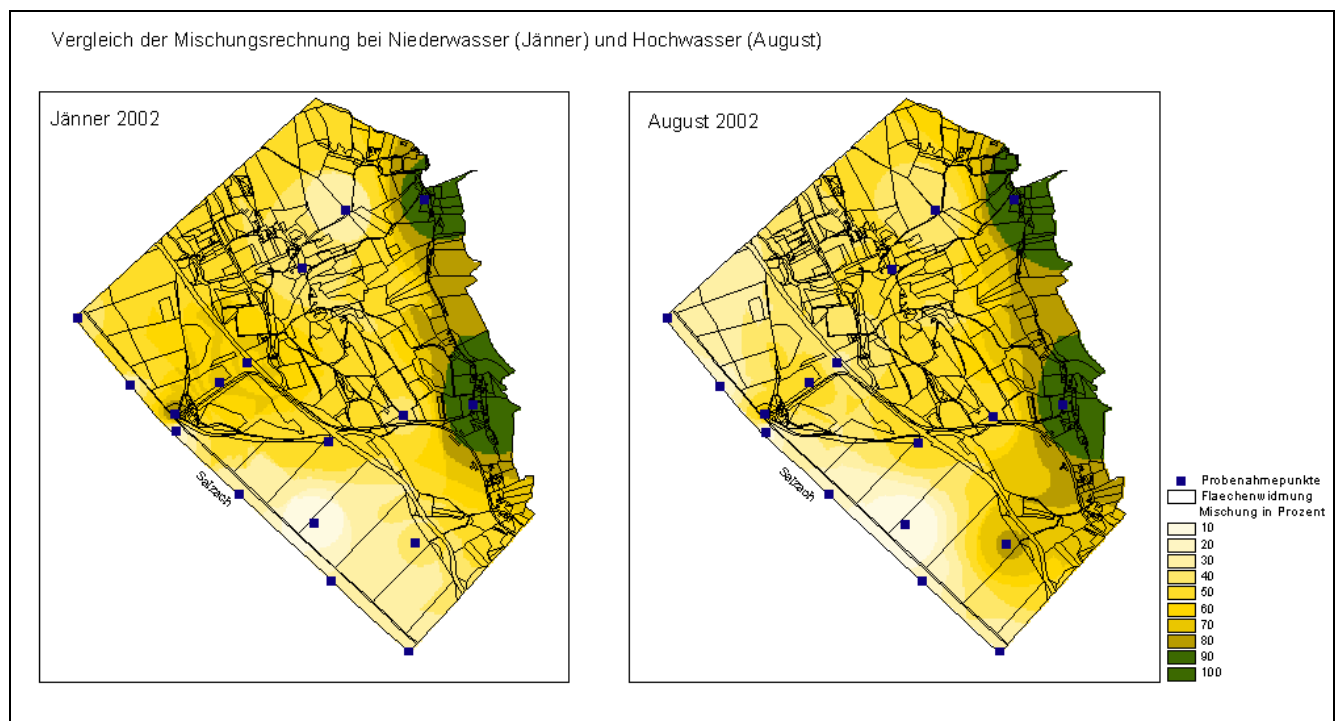 Vergleich der Mischungsrechnung bei Niederwasser (Jänner) und Hochwasser (August)
Jänner 2002
August 2002
Salzach
Salzach
Probenahmepunkte
Flaechenwidmung
Mischung in Prozent
10
20
30
40
50
60
70
80
90
100